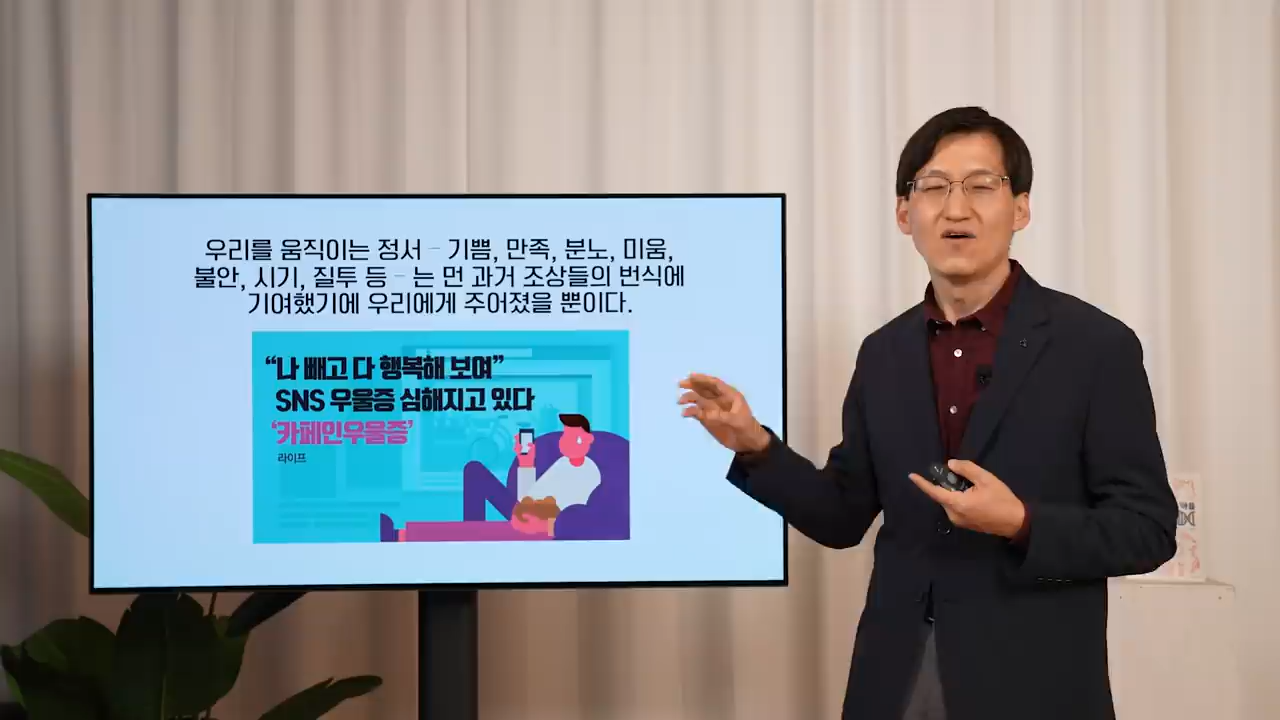 우리를 움직이는 정서 – 기쁨, 만족, 분노, 미움,
불안, 시기, 질투 등 – 는 먼 과거 조상들의 번식에
기여했기에 우리에게 주어졌을 뿐이다.
“나 빼고 다 행복해 보여”
SNS 우울증 심해지고 있다
‘카페인우울증’
라이프